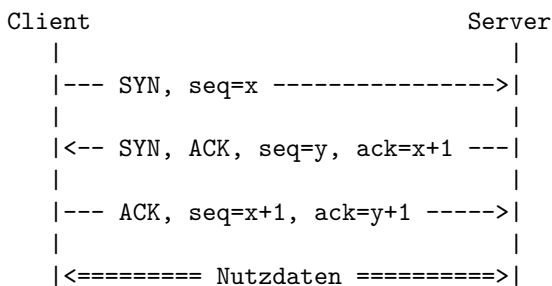 Client                              Server
   |                                   |
   |--- SYN, seq=x ------------------->|
   |                                   |
   |<-- SYN, ACK, seq=y, ack=x+1 ---|
   |                                   |
   |--- ACK, seq=x+1, ack=y+1 ----->|
   |                                   |
   |<========= Nutzdaten ==========>|